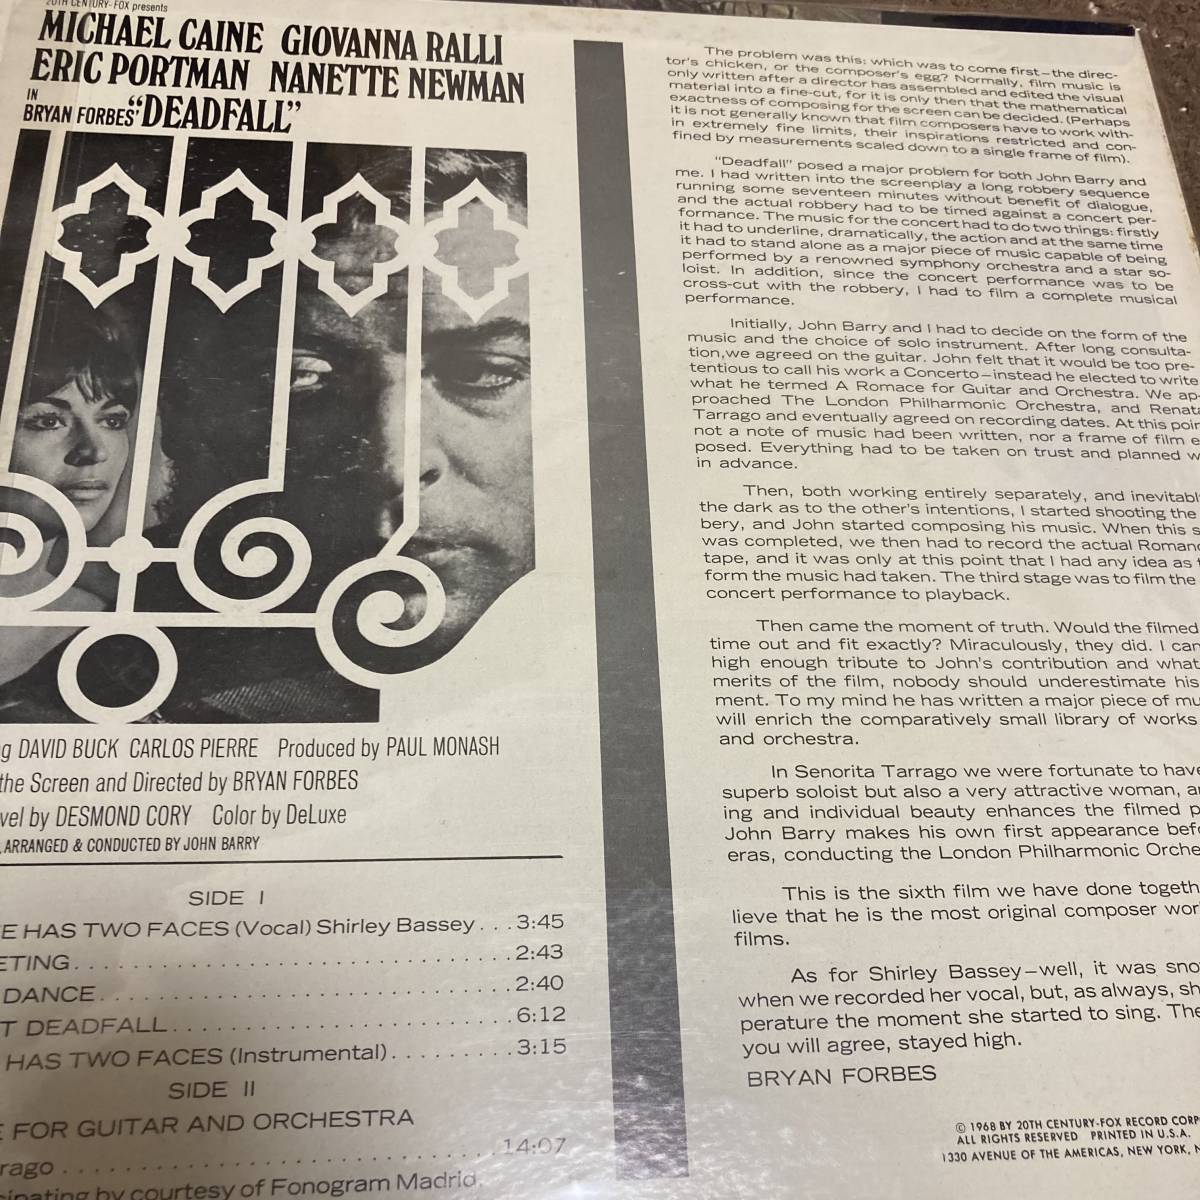 20TH CENTURY-FOX presents
MICHAEL CAINE GIOVANNA RALLI
ERIC PORTMAN NANETTE NEWMAN
IN
BRYAN FORBES' "DEADFALL"
DAVID BUCK CARLOS PIERRE Produced by PAUL MONASH
the Screen and Directed by BRYAN FORBES
by DESMOND CORY Color by DeLuxe
ARRANGED & CONDUCTED BY JOHN BARRY
SIDE I
E HAS TWO FACES (Vocal) Shirley Bassey . . . 3:45
ETING . . . 2:43
DANCE . . . 2:40
T DEADFALL . . . 6:12
HAS TWO FACES (Instrumental) . . . 3:15
SIDE II
E FOR GUITAR AND ORCHESTRA
rago . . . 14:07
cipating by courtesy of Fonogram Madrid.
The problem was this: which was to come first—the direc-
tor's chicken, or the composer's egg? Normally, film music is
only written after a director has assembled and edited the visual
material into a fine-cut, for it is only then that the mathematical
exactness of composing for the screen can be decided. (Perhaps
it is not generally known that film composers have to work with-
in extremely fine limits, their inspirations restricted and con-
fined by measurements scaled down to a single frame of film).
"Deadfall" posed a major problem for both John Barry and
me. I had written into the screenplay a long robbery sequence
running some seventeen minutes without benefit of dialogue,
and the actual robbery had to be timed against a concert per-
formance. The music for the concert had to do two things: firstly
it had to underline, dramatically, the action and at the same time
it had to stand alone as a major piece of music capable of being
performed by a renowned symphony orchestra and a star so-
loist. In addition, since the concert performance was to be
cross-cut with the robbery, I had to film a complete musical
performance.
Initially, John Barry and I had to decide on the form of the
music and the choice of solo instrument. After long consulta-
tion, we agreed on the guitar. John felt that it would be too pre-
tentious to call his work a Concerto—instead he elected to write
what he termed A Romace for Guitar and Orchestra. We ap-
proached The London Philharmonic Orchestra, and Renata
Tarrago and eventually agreed on recording dates. At this poin
not a note of music had been written, nor a frame of film e
posed. Everything had to be taken on trust and planned w
in advance.
Then, both working entirely separately, and inevitabl
the dark as to the other's intentions, I started shooting the
bery, and John started composing his music. When this s
was completed, we then had to record the actual Romanc
tape, and it was only at this point that I had any idea as t
form the music had taken. The third stage was to film the
concert performance to playback.
Then came the moment of truth. Would the filmed
time out and fit exactly? Miraculously, they did. I can
high enough tribute to John's contribution and what
merits of the film, nobody should underestimate his
ment. To my mind he has written a major piece of mu
will enrich the comparatively small library of works
and orchestra.
In Senorita Tarrago we were fortunate to have
superb soloist but also a very attractive woman, a
ing and individual beauty enhances the filmed p
John Barry makes his own first appearance befo
eras, conducting the London Philharmonic Orche
This is the sixth film we have done togeth
lieve that he is the most original composer wor
films.
As for Shirley Bassey—well, it was sno
when we recorded her vocal, but, as always, sh
perature the moment she started to sing. The
you will agree, stayed high.
BRYAN FORBES
© 1968 BY 20TH CENTURY-FOX RECORD CORP
ALL RIGHTS RESERVED PRINTED IN U.S.A.
1330 AVENUE OF THE AMERICAS, NEW YORK, N